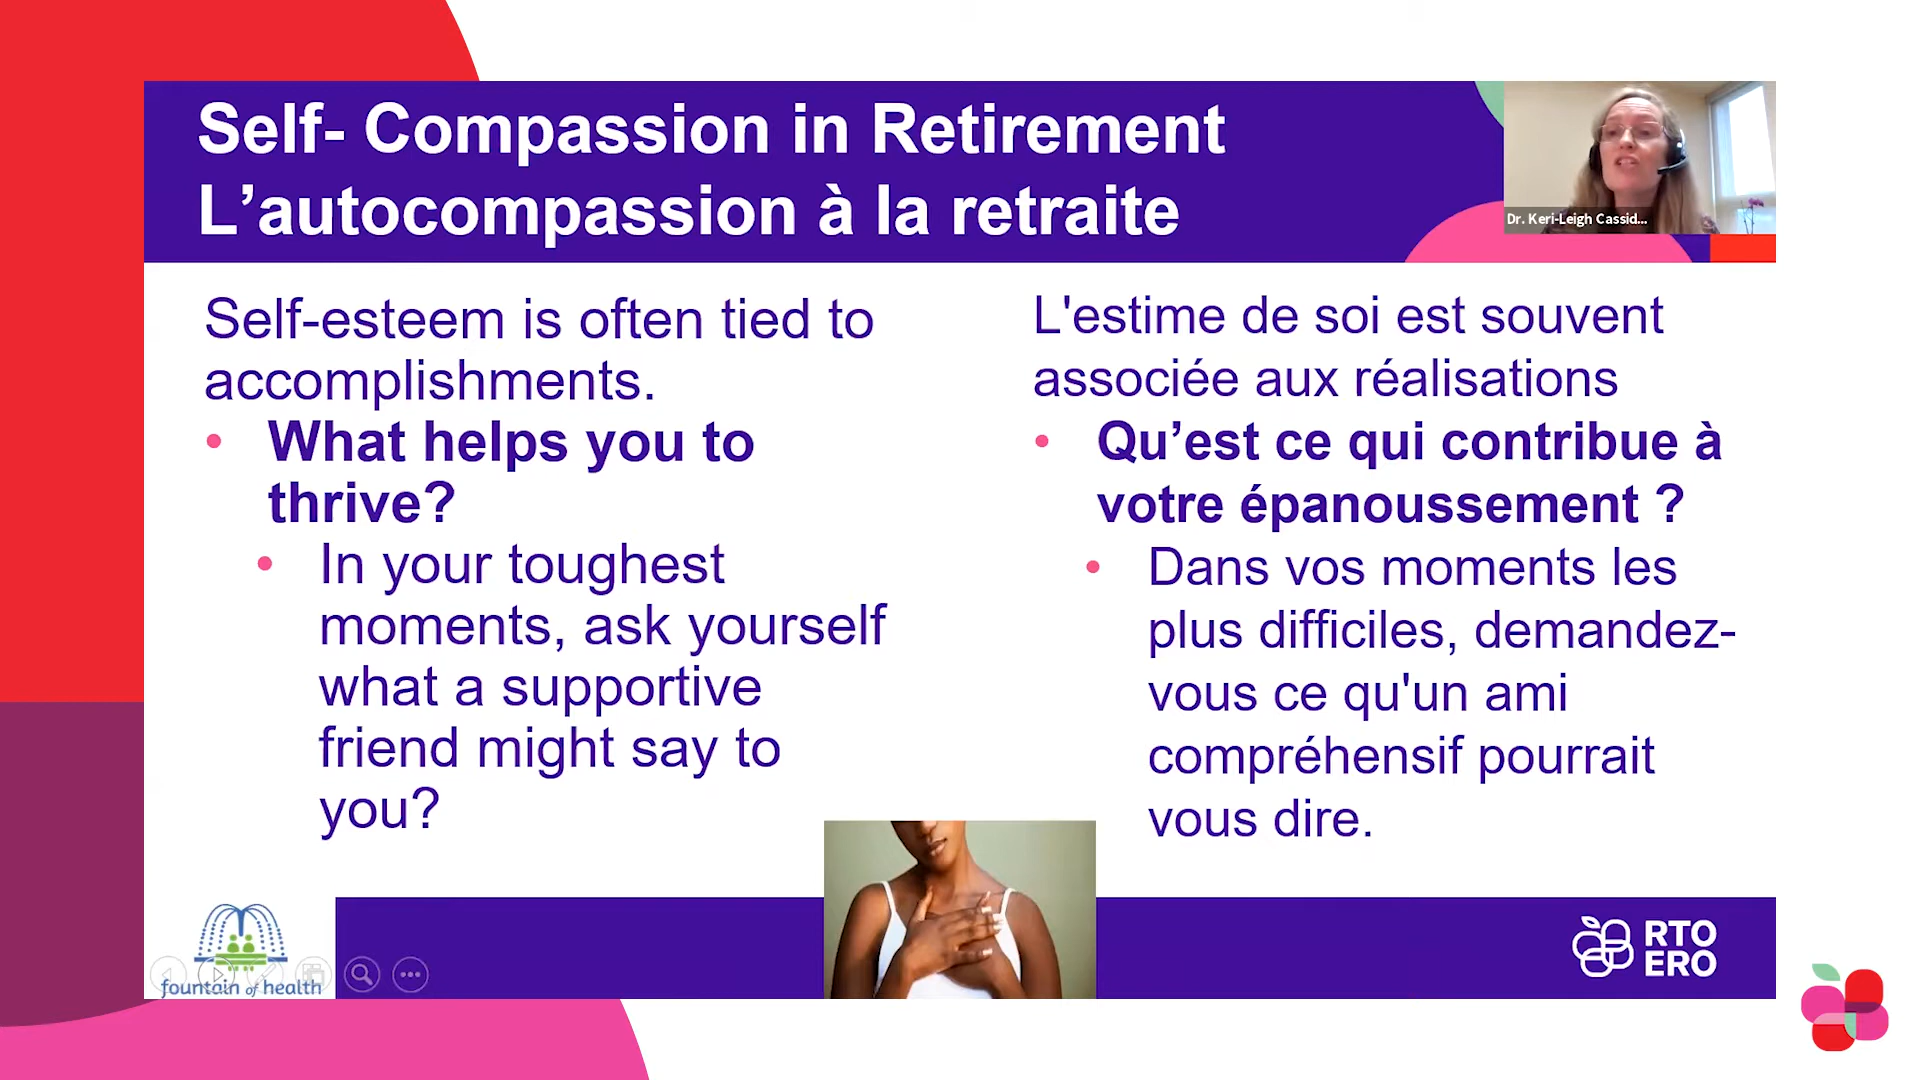 Self- Compassion in Retirement
L’autocompassion à la retraite
Dr. Keri-Leigh Cassid...
Self-esteem is often tied to
accomplishments.
• What helps you to
thrive?
• In your toughest
moments, ask yourself
what a supportive
friend might say to
you?
L'estime de soi est souvent
associée aux réalisations
• Qu’est ce qui contribue à
votre épanoussement ?
• Dans vos moments les
plus difficiles, demandez-
vous ce qu'un ami
compréhensif pourrait
vous dire.
fountain of health
RTO
ERO